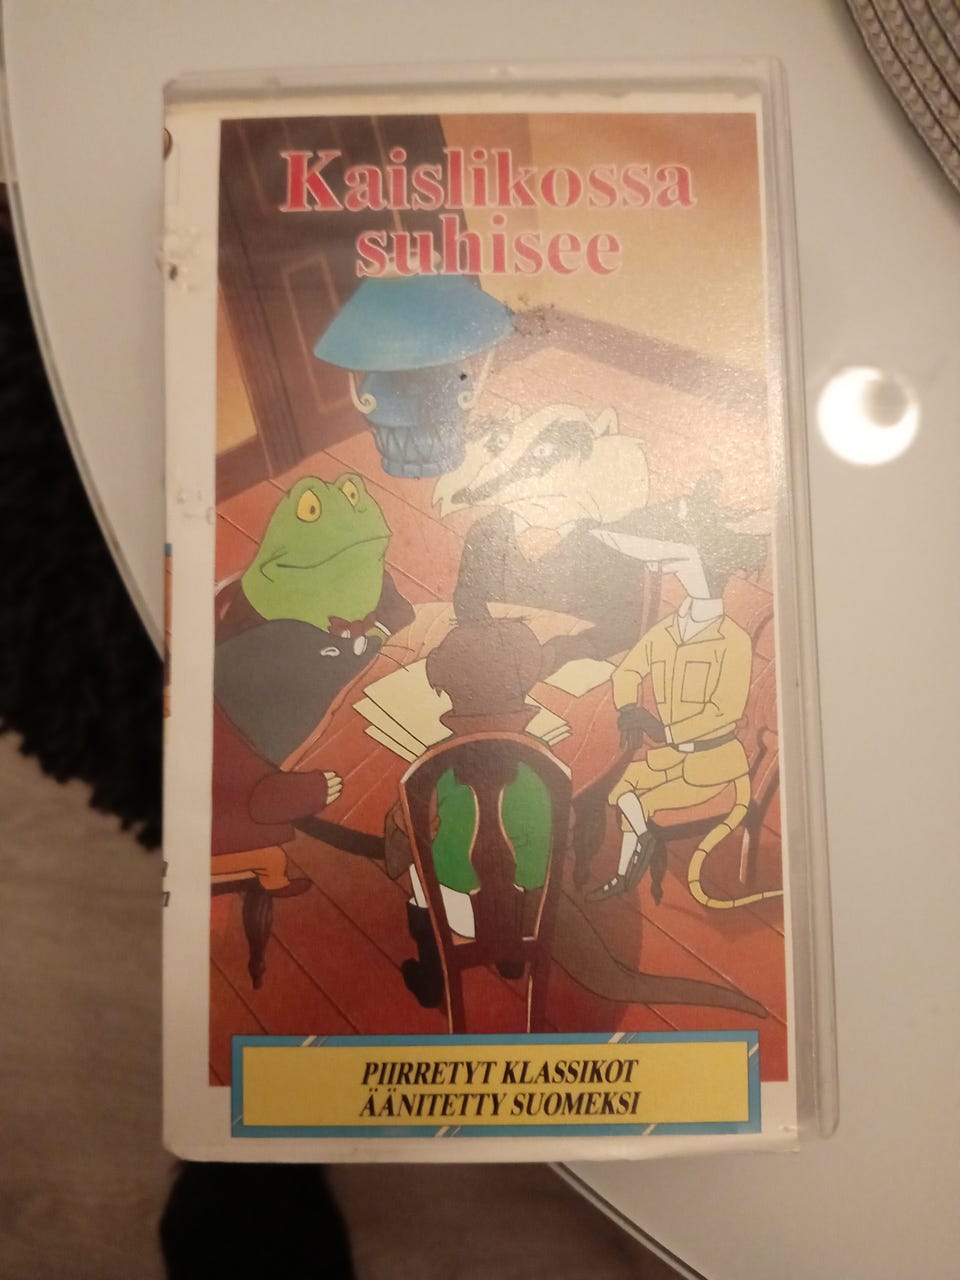 Kaislikossa
suhisee
PIIRRETYT KLASSIKOT
ÄÄNITETTY SUOMEKSI